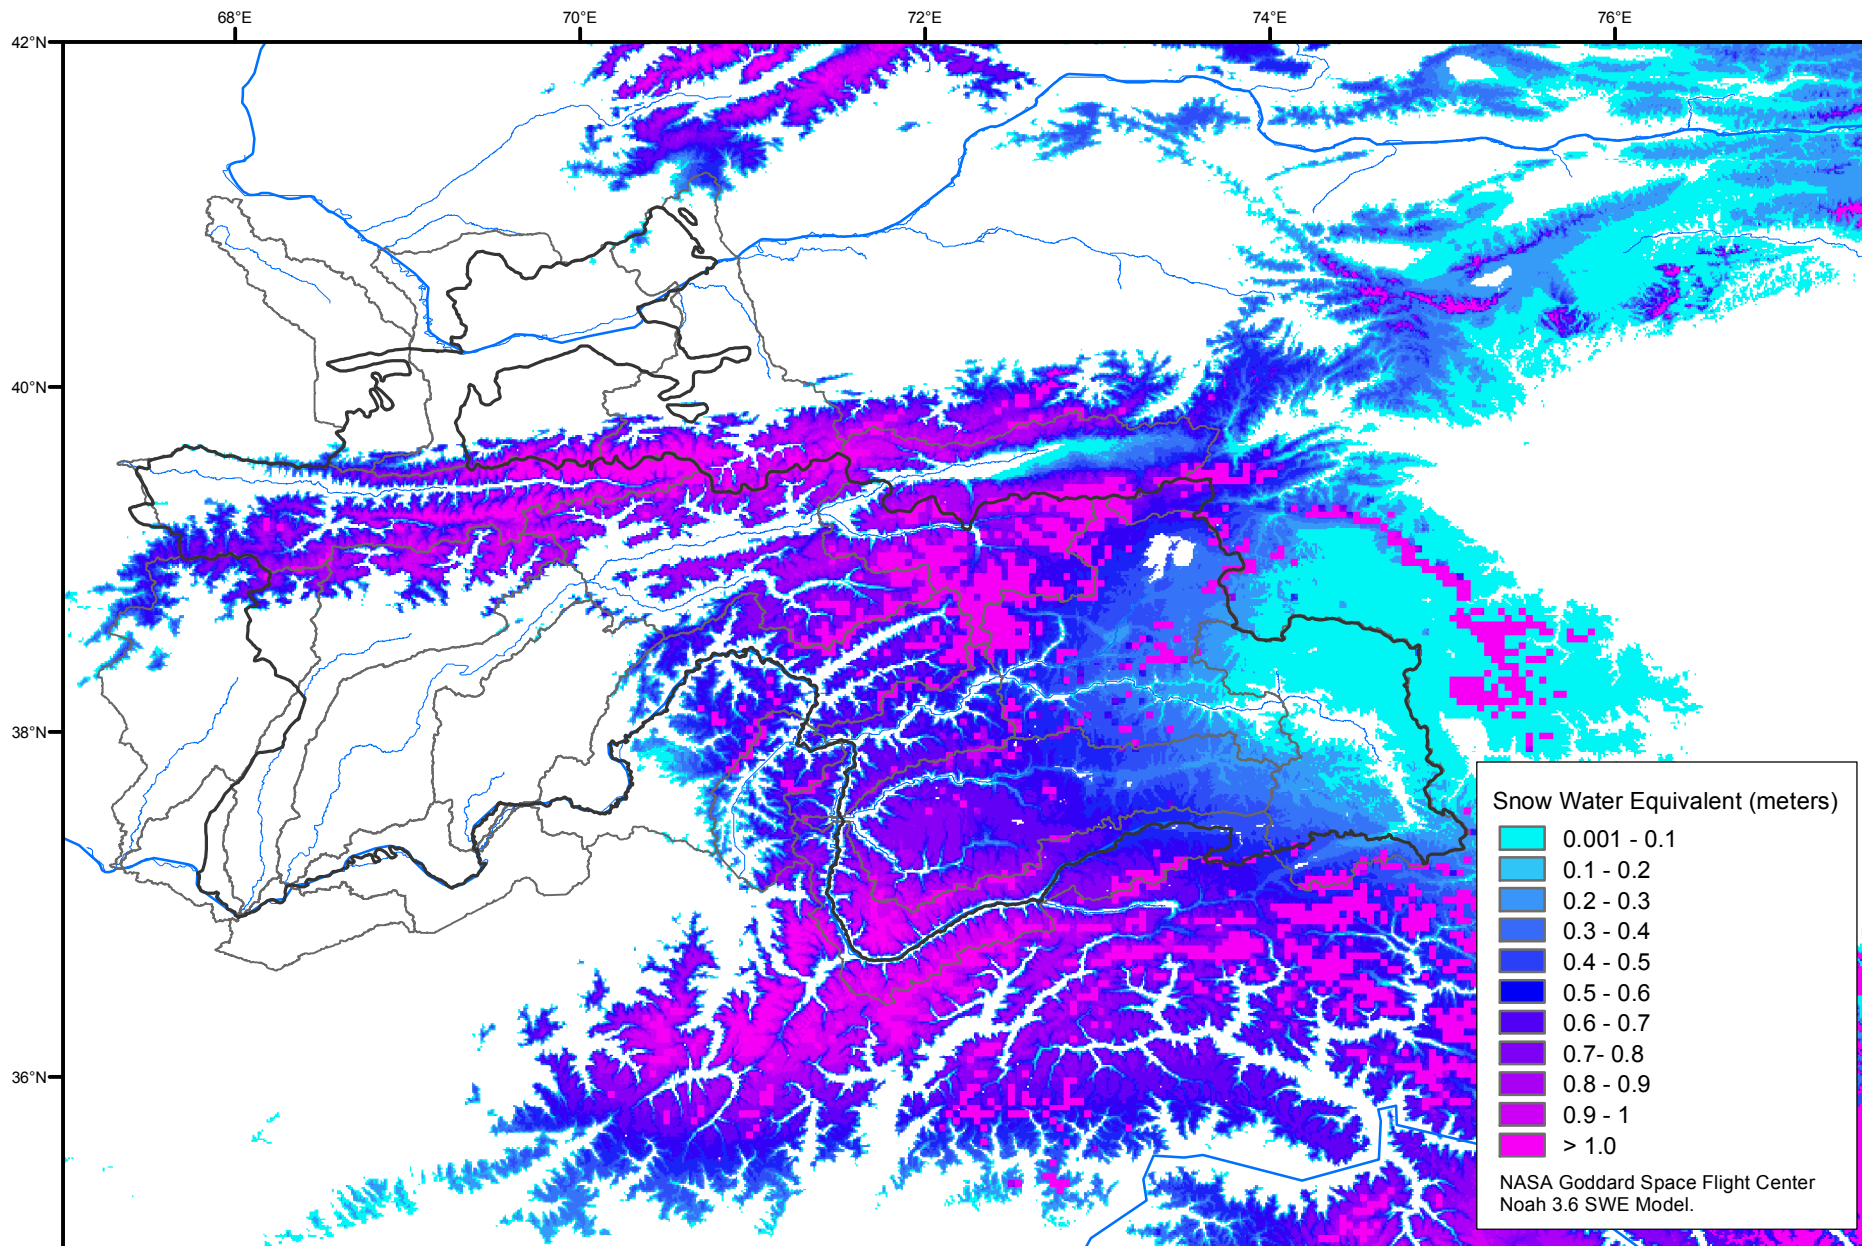 68°E 70°E 72°E 74°E 76°E
42°N
40°N
38°N
36°N
Snow Water Equivalent (meters)
0.001 - 0.1
0.1 - 0.2
0.2 - 0.3
0.3 - 0.4
0.4 - 0.5
0.5 - 0.6
0.6 - 0.7
0.7- 0.8
0.8 - 0.9
0.9 - 1
> 1.0
NASA Goddard Space Flight Center
Noah 3.6 SWE Model.